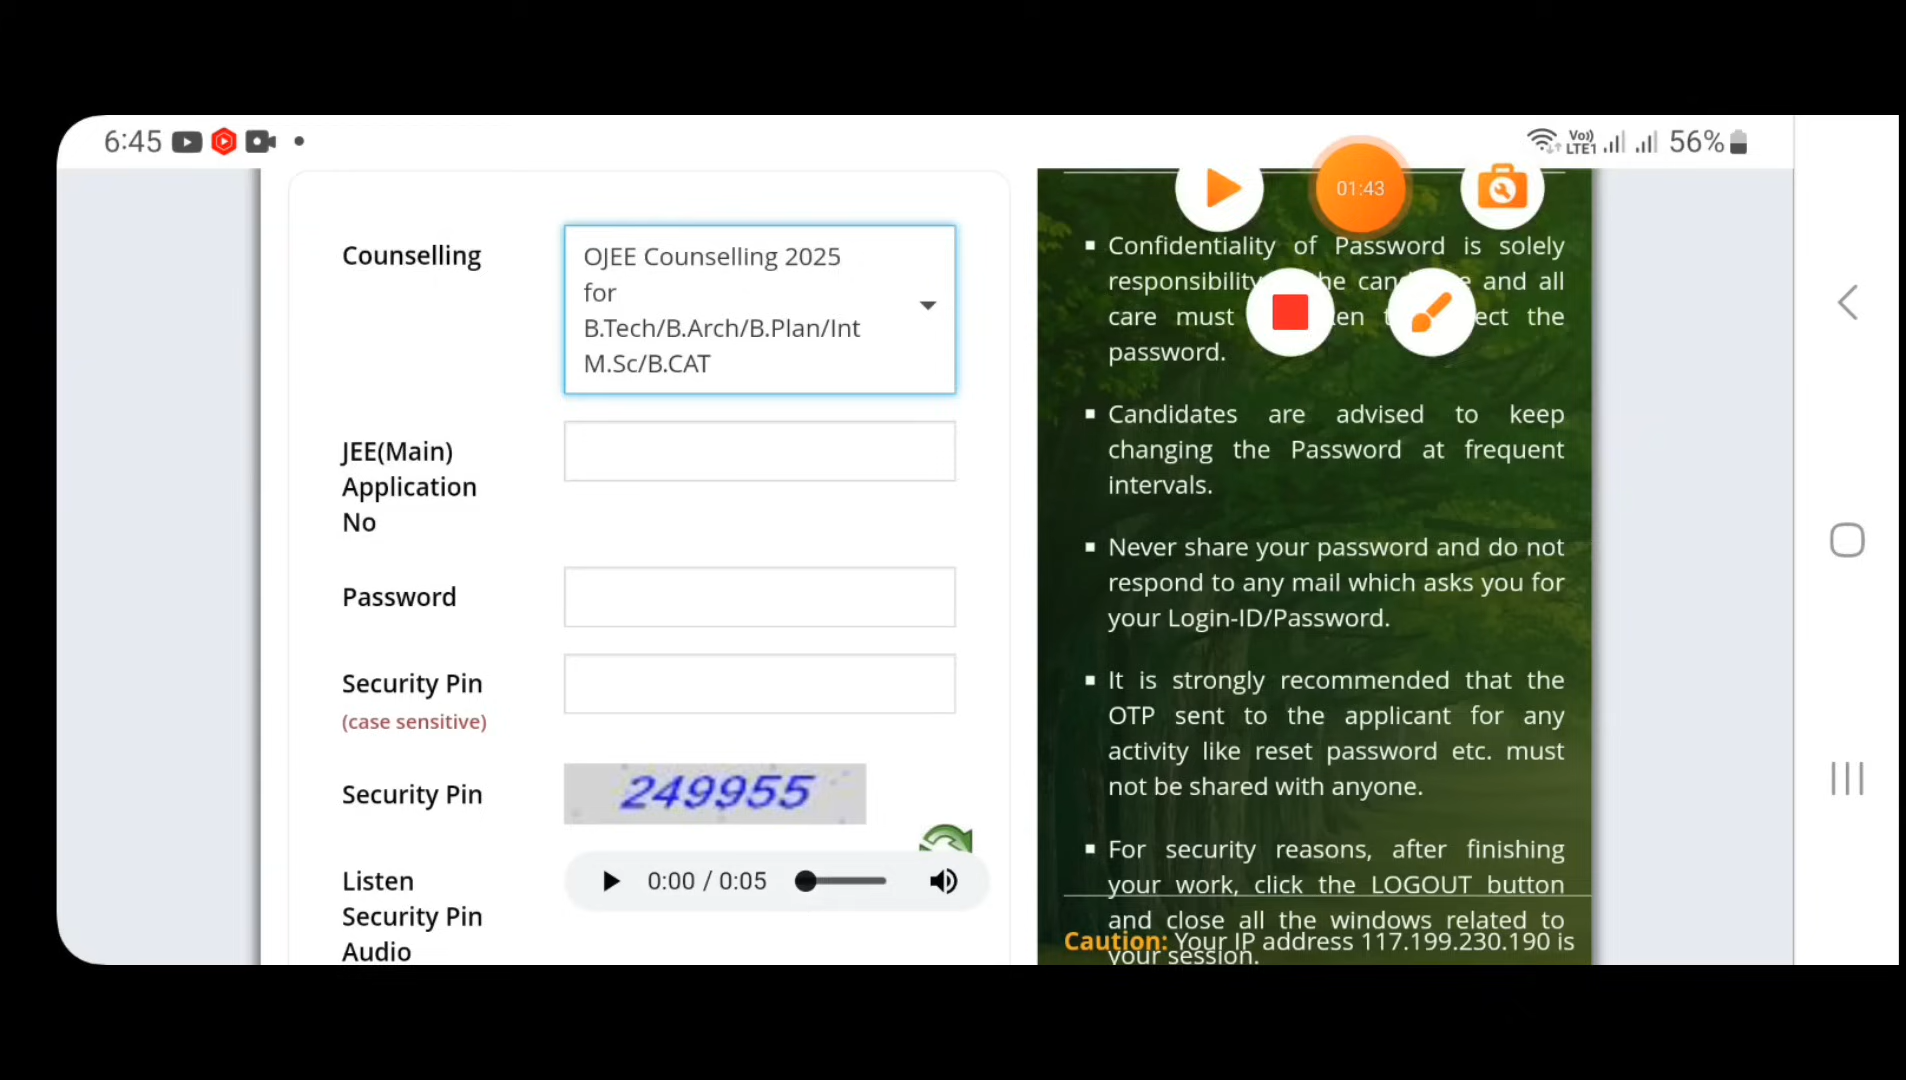 6:45
Vo)) LTE1 56%
01:43
Counselling
OJEE Counselling 2025
for
B.Tech/B.Arch/B.Plan/Int
M.Sc/B.CAT
JEE(Main)
Application
No
Password
Security Pin
(case sensitive)
Security Pin
249955
Listen
Security Pin
Audio
0:00 / 0:05
▪ Confidentiality of Password is solely
responsibility and all
care must the
password.
▪ Candidates are advised to keep
changing the Password at frequent
intervals.
▪ Never share your password and do not
respond to any mail which asks you for
your Login-ID/Password.
▪ It is strongly recommended that the
OTP sent to the applicant for any
activity like reset password etc. must
not be shared with anyone.
▪ For security reasons, after finishing
your work, click the LOGOUT button
and close all the windows related to
your session.
Caution: Your IP address 117.199.230.190 is